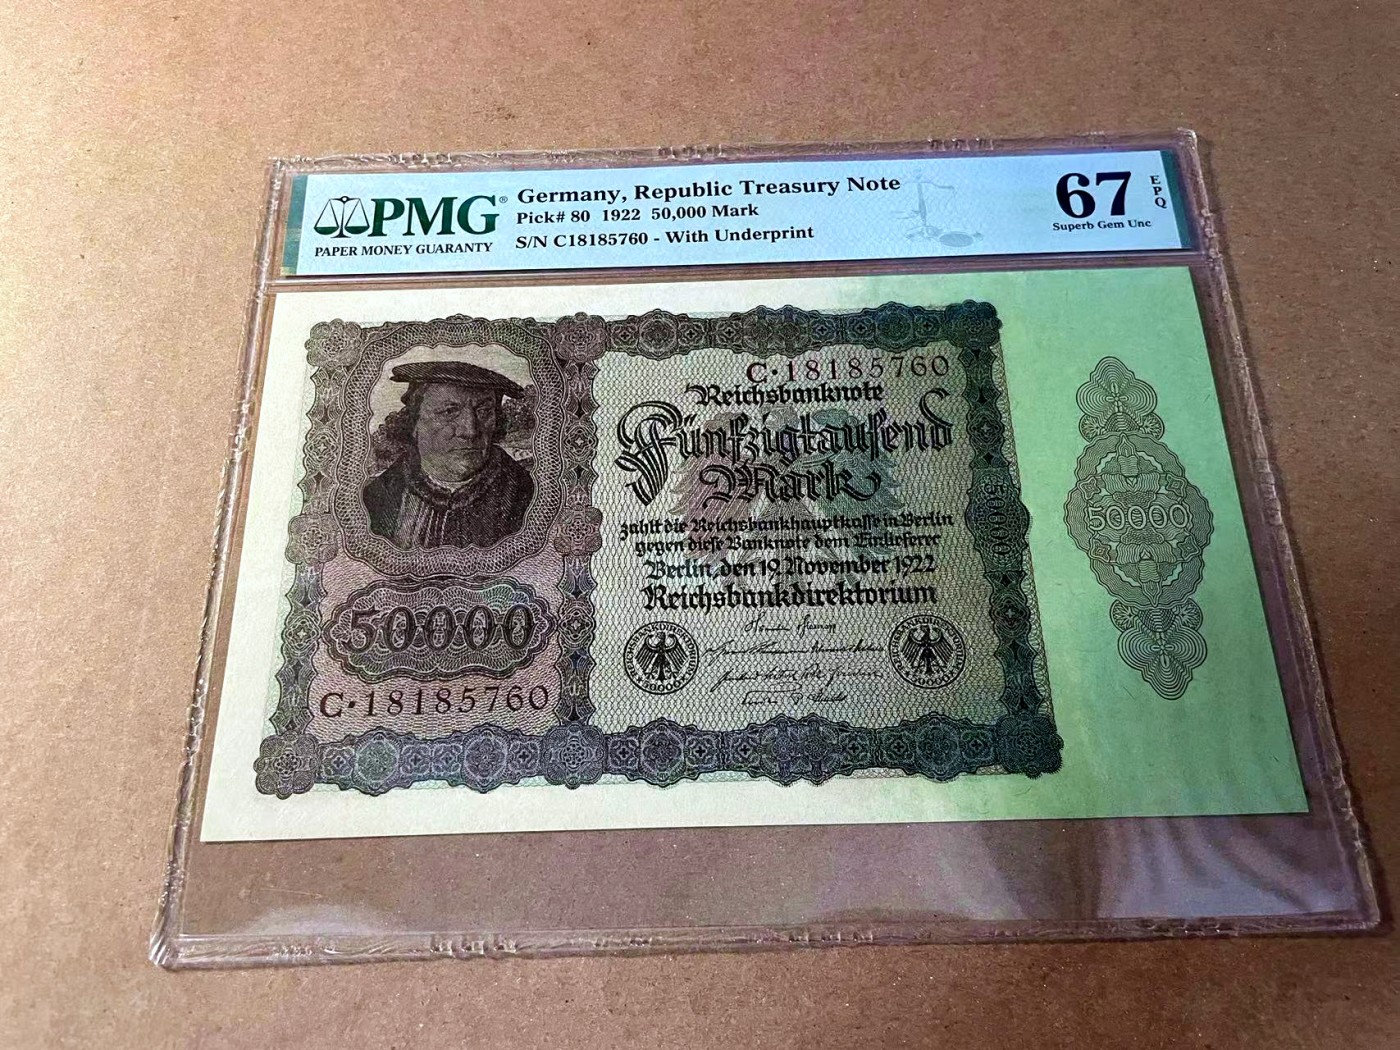 PMG®
PAPER MONEY GUARANTY
Germany, Republic Treasury Note
Pick# 80 1922 50,000 Mark
S/N C18185760 - With Underprint
67
EPQ
Superb Gem Unc
C·18185760
Reichsbanknote
Fünfzigtausend
Mark
zahlt die Reichsbankhauptkasse in Berlin
gegen diese Banknote dem Einlieferer
Berlin, den 19. November 1922
Reichsbankdirektorium
50000
C·18185760
50000
50000
50000
50000